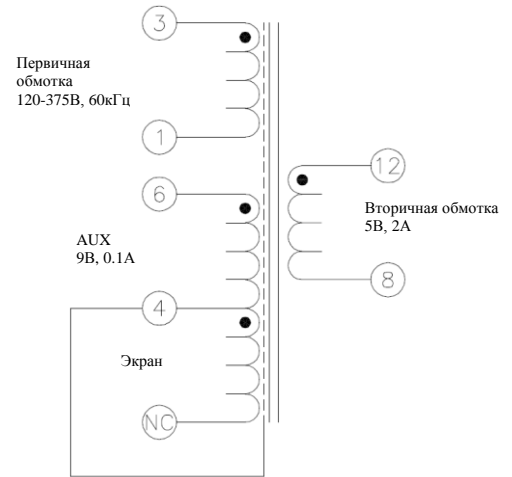 3
Первичная
обмотка
120-375В, 60кГц
1
6
12
Вторичная обмотка
5В, 2А
AUX
9В, 0.1А
8
4
Экран
NC